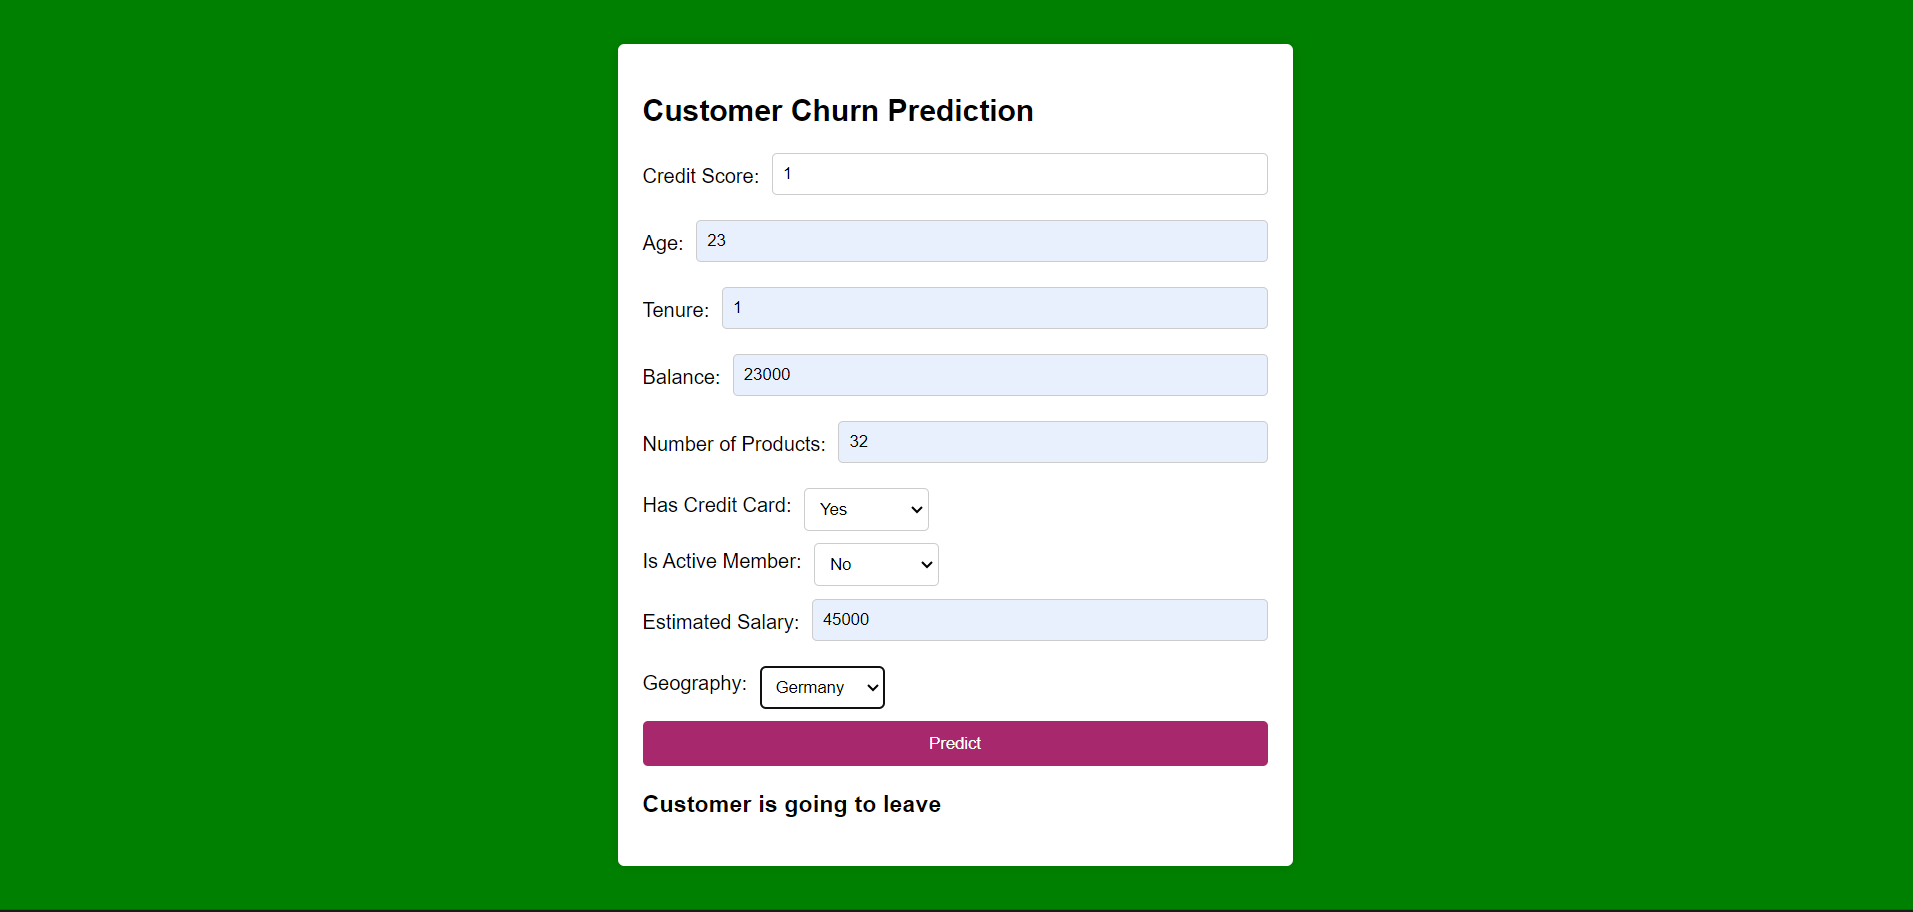 Customer Churn Prediction
Credit Score: 1
Age: 23
Tenure: 1
Balance: 23000
Number of Products: 32
Has Credit Card: Yes
Is Active Member: No
Estimated Salary: 45000
Geography: Germany
Predict
Customer is going to leave